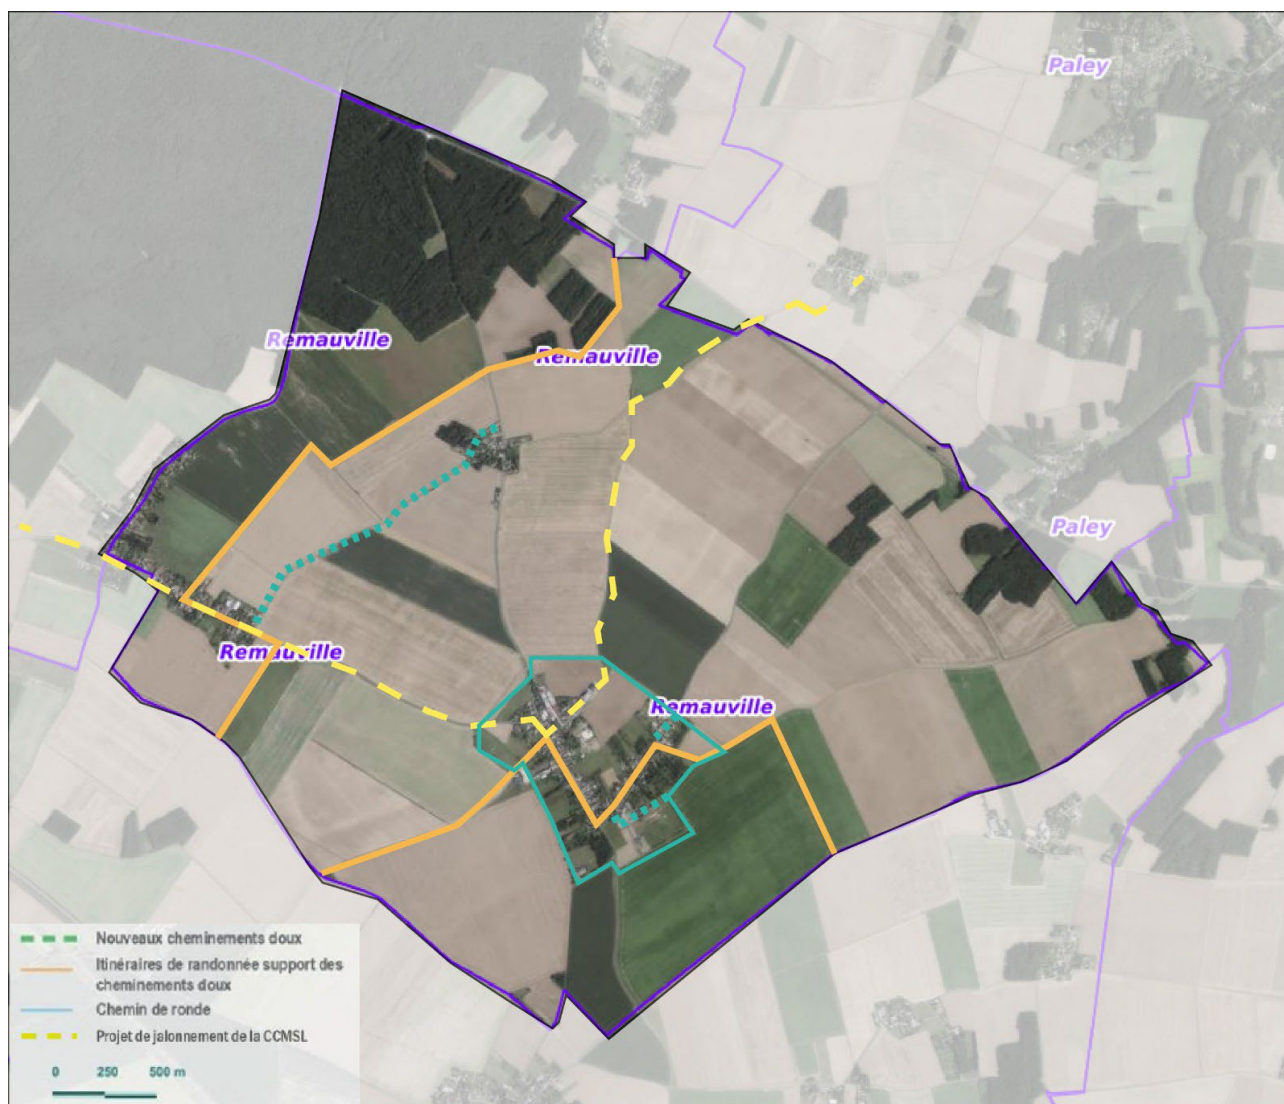 Paley
Remauville
Remauville
Paley
Remauville
Remauville
Nouveaux cheminements doux
Itinéraires de randonnée support des
cheminements doux
Chemin de ronde
Projet de jalonnement de la CCMSL
0 250 500 m